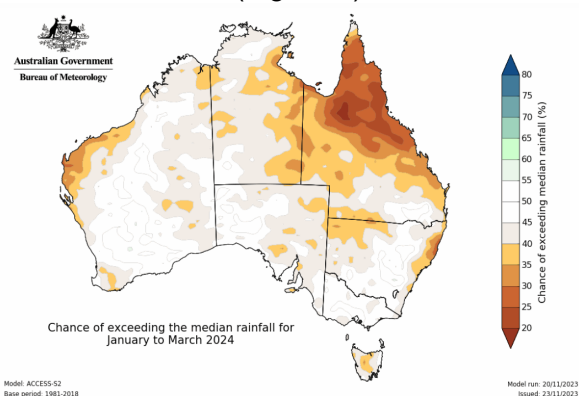 Australian Government
Bureau of Meteorology
80
75
70
65
60
55
50
45
40
35
30
25
20
Chance of exceeding median rainfall (%)
Chance of exceeding the median rainfall for
January to March 2024
Model: ACCESS-S2
Base period: 1981-2018
Model run: 20/11/2023
Issued: 23/11/2023